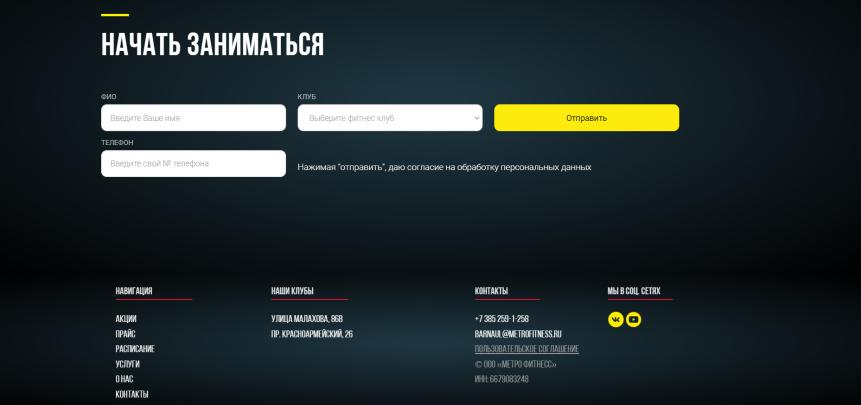 НАЧАТЬ ЗАНИМАТЬСЯ
ФИО
Введите Ваше имя
КЛУБ
Выберите фитнес клуб
Отправить
ТЕЛЕФОН
Введите свой № телефона
Нажимая "отправить", даю согласие на обработку персональных данных
НАВИГАЦИЯ
АКЦИИ
ПРАЙС
РАСПИСАНИЕ
УСЛУГИ
О НАС
КОНТАКТЫ
НАШИ КЛУБЫ
УЛИЦА МАЛАХОВА, 86В
ПР. КРАСНОАРМЕЙСКИЙ, 26
КОНТАКТЫ
+7 385 259-1-258
BARNAUL@METROFITNESS.RU
ПОЛЬЗОВАТЕЛЬСКОЕ СОГЛАШЕНИЕ
© ООО «МЕТРО ФИТНЕСС»
ИНН: 6679083248
МЫ В СОЦ. СЕТЯХ